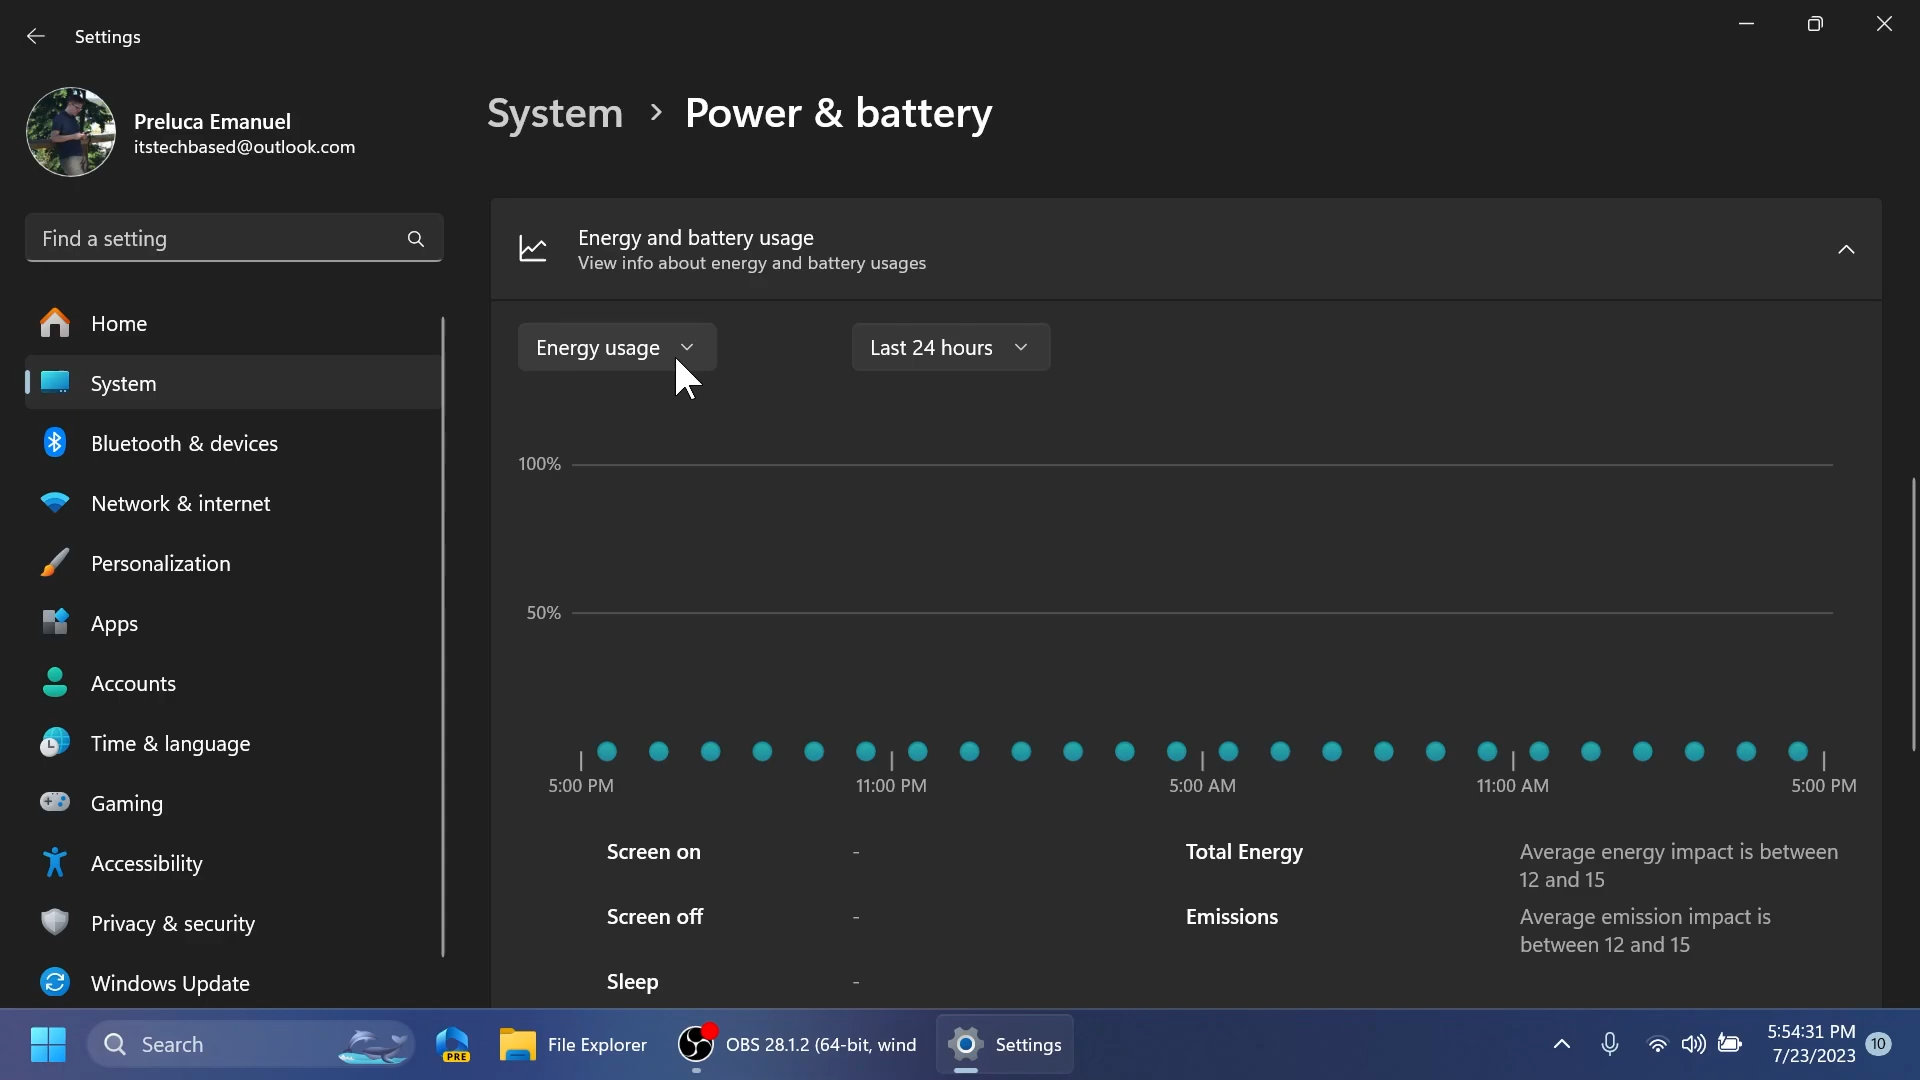 Settings
Preluca Emanuel
itstechbased@outlook.com
Find a setting
Home
System
Bluetooth & devices
Network & internet
Personalization
Apps
Accounts
Time & language
Gaming
Accessibility
Privacy & security
Windows Update
System > Power & battery
Energy and battery usage
View info about energy and battery usages
Energy usage
Last 24 hours
100%
50%
5:00 PM 11:00 PM 5:00 AM 11:00 AM 5:00 PM
Screen on -
Screen off -
Sleep -
Total Energy
Average energy impact is between
12 and 15
Emissions
Average emission impact is
between 12 and 15
Search
PRE
File Explorer
OBS 28.1.2 (64-bit, wind
Settings
5:54:31 PM
7/23/2023
10